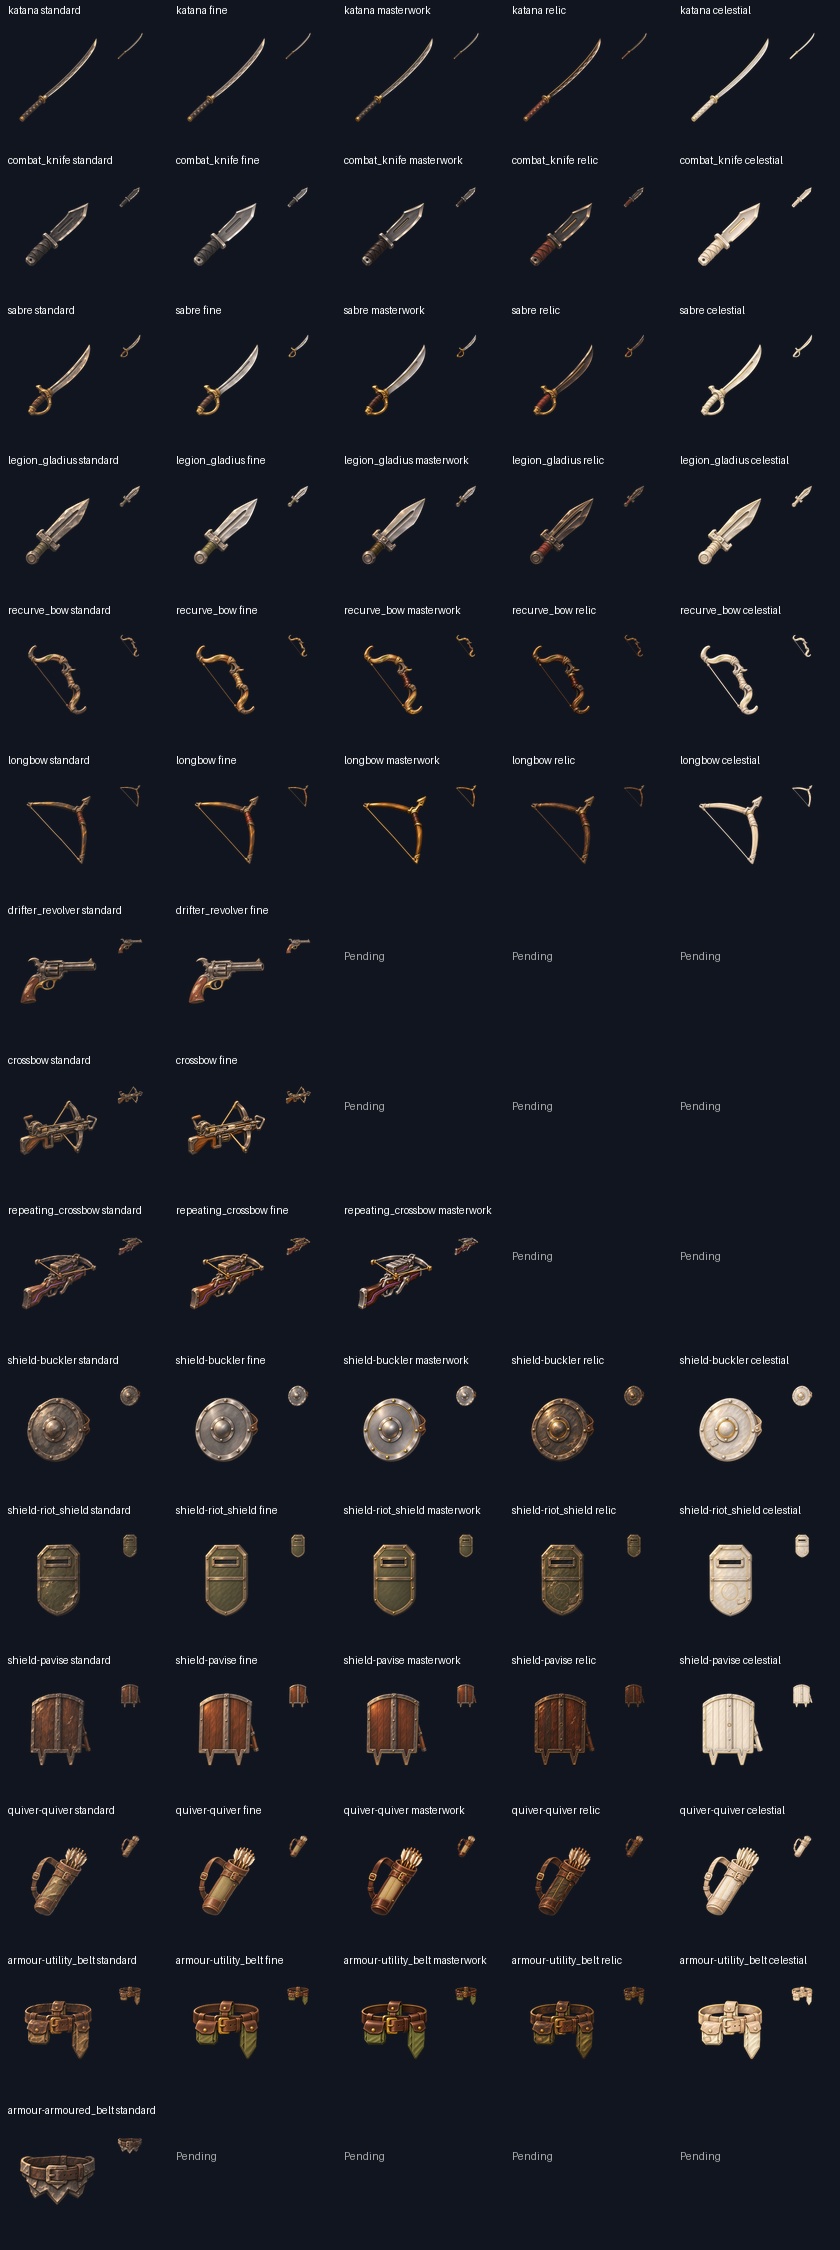 katana standard katana fine katana masterwork katana relic katana celestial
combat_knife standard combat_knife fine combat_knife masterwork combat_knife relic combat_knife celestial
sabre standard sabre fine sabre masterwork sabre relic sabre celestial
legion_gladius standard legion_gladius fine legion_gladius masterwork legion_gladius relic legion_gladius celestial
recurve_bow standard recurve_bow fine recurve_bow masterwork recurve_bow relic recurve_bow celestial
longbow standard longbow fine longbow masterwork longbow relic longbow celestial
drifter_revolver standard drifter_revolver fine
Pending Pending Pending
crossbow standard crossbow fine
Pending Pending Pending
repeating_crossbow standard repeating_crossbow fine repeating_crossbow masterwork
Pending Pending
shield-buckler standard shield-buckler fine shield-buckler masterwork shield-buckler relic shield-buckler celestial
shield-riot_shield standard shield-riot_shield fine shield-riot_shield masterwork shield-riot_shield relic shield-riot_shield celestial
shield-pavise standard shield-pavise fine shield-pavise masterwork shield-pavise relic shield-pavise celestial
quiver-quiver standard quiver-quiver fine quiver-quiver masterwork quiver-quiver relic quiver-quiver celestial
armour-utility_belt standard armour-utility_belt fine armour-utility_belt masterwork armour-utility_belt relic armour-utility_belt celestial
armour-armoured_belt standard
Pending Pending Pending Pending